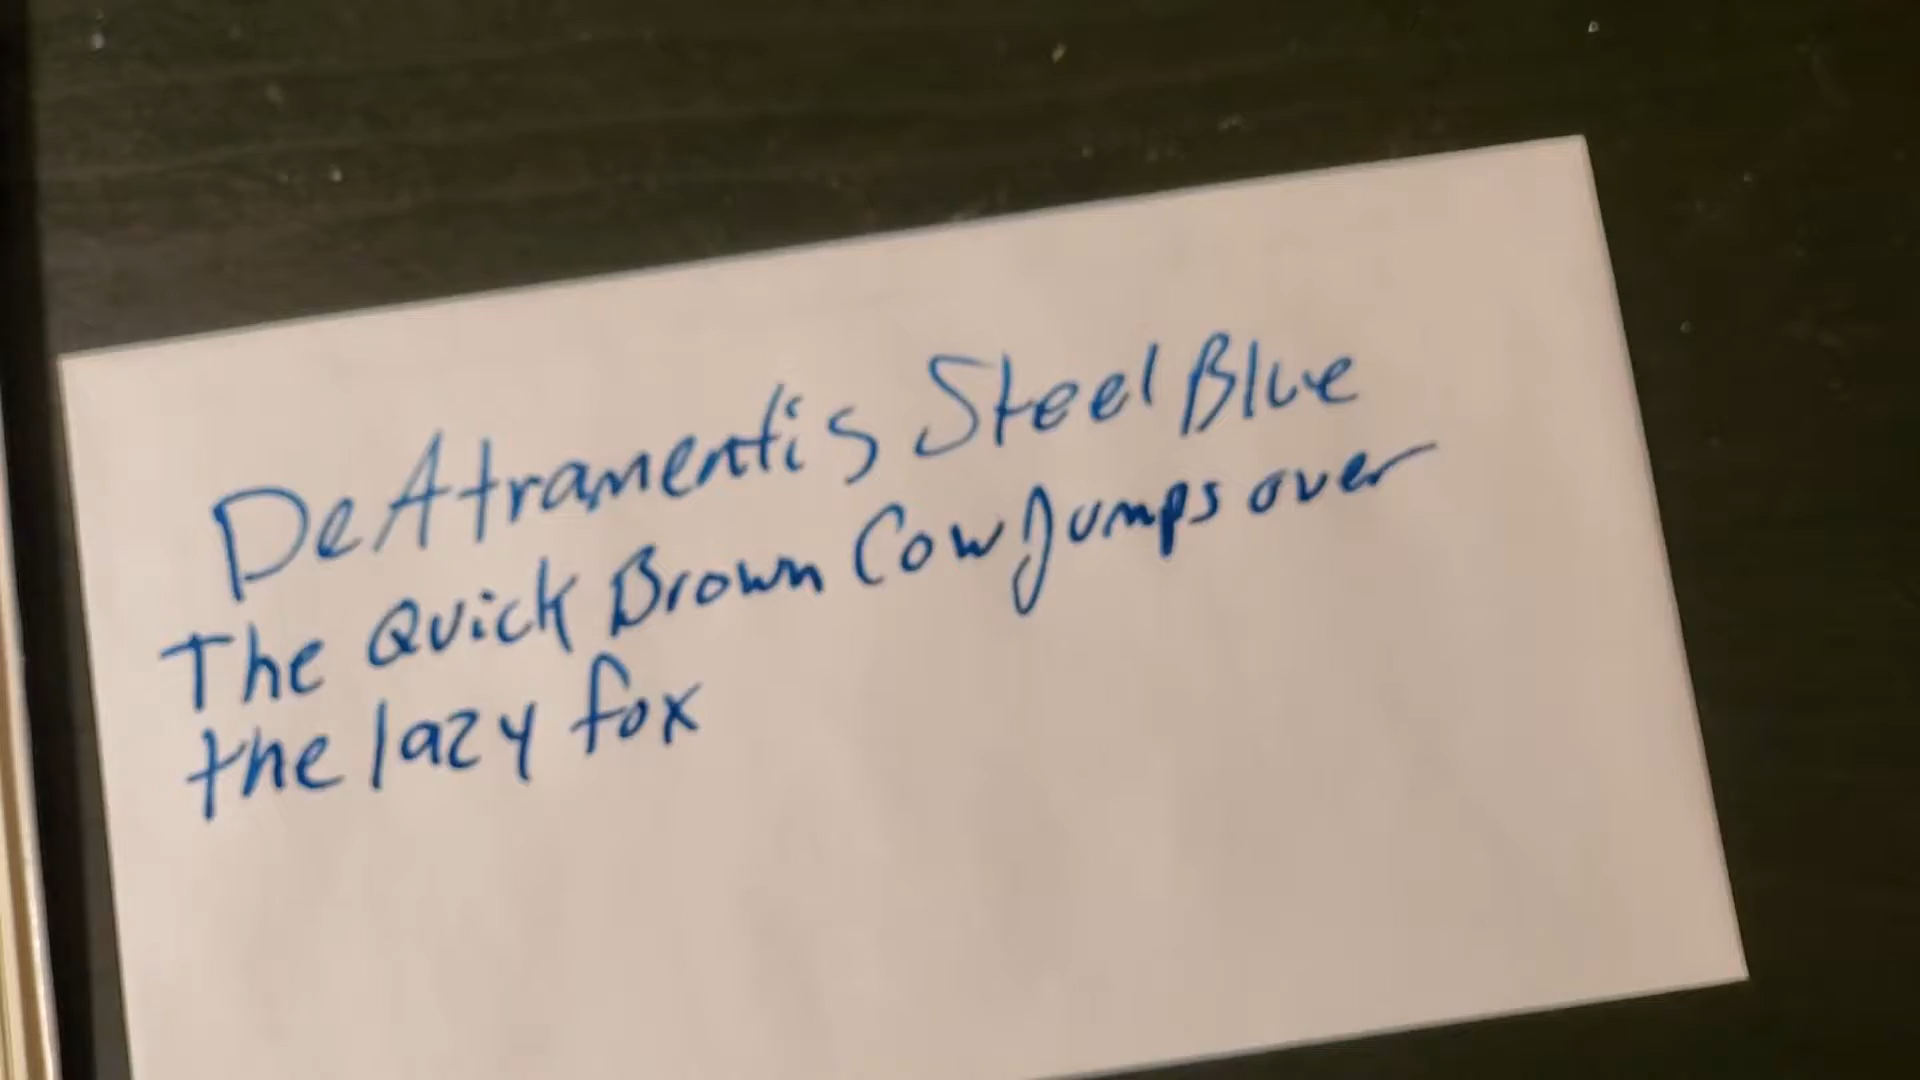 DeAtramentis Steel Blue
The Quick Brown Cow Jumps over
the lazy fox